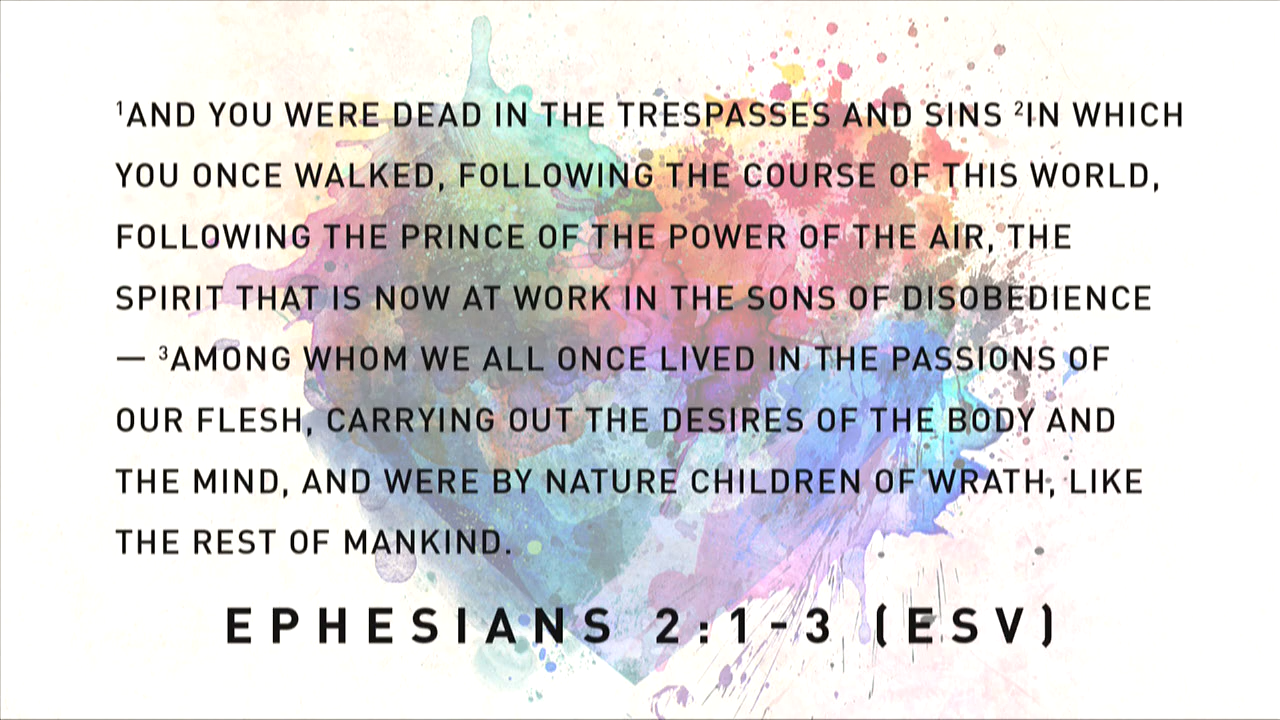 ¹AND YOU WERE DEAD IN THE TRESPASSES AND SINS ²IN WHICH
YOU ONCE WALKED, FOLLOWING THE COURSE OF THIS WORLD,
FOLLOWING THE PRINCE OF THE POWER OF THE AIR, THE
SPIRIT THAT IS NOW AT WORK IN THE SONS OF DISOBEDIENCE
— ³AMONG WHOM WE ALL ONCE LIVED IN THE PASSIONS OF
OUR FLESH, CARRYING OUT THE DESIRES OF THE BODY AND
THE MIND, AND WERE BY NATURE CHILDREN OF WRATH, LIKE
THE REST OF MANKIND.
EPHESIANS 2:1-3 (ESV)